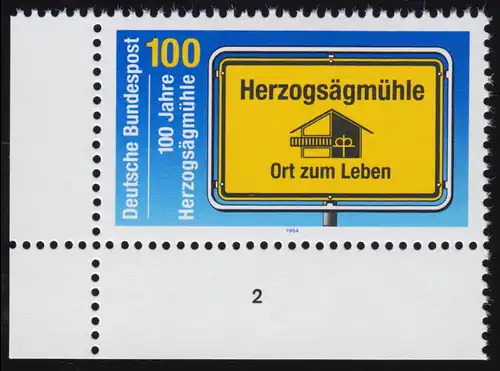 Deutsche Bundespost
100
100 Jahre
Herzogsägmühle
Herzogsägmühle
Ort zum Leben
1994
2